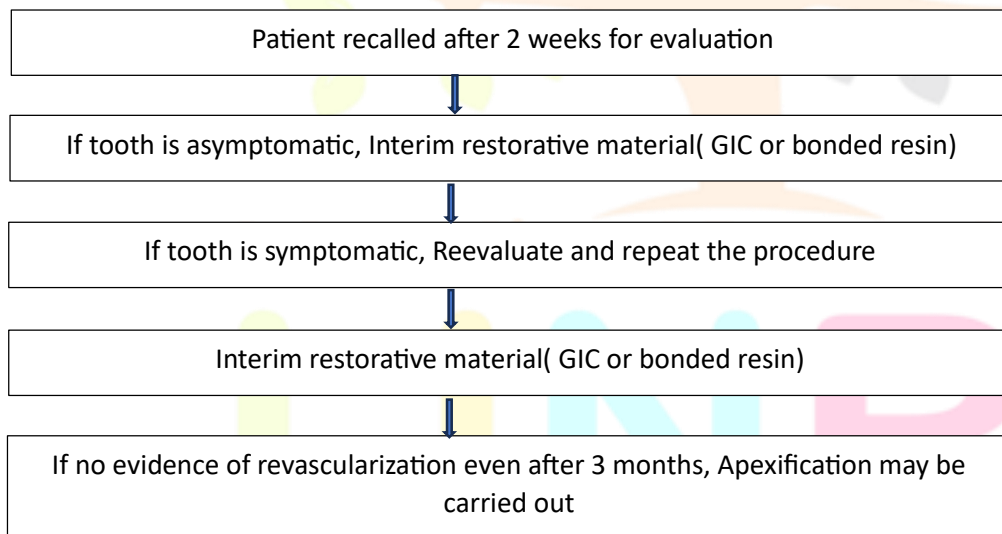 Patient recalled after 2 weeks for evaluation
If tooth is asymptomatic, Interim restorative material( GIC or bonded resin)
If tooth is symptomatic, Reevaluate and repeat the procedure
Interim restorative material( GIC or bonded resin)
If no evidence of revascularization even after 3 months, Apexification may be
carried out